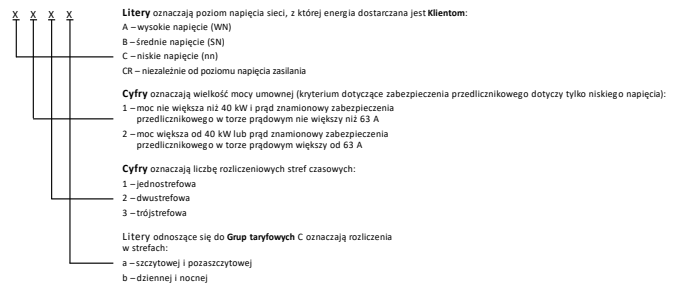 X X X X
Litery oznaczają poziom napięcia sieci, z której energia dostarczana jest Klientom:
A – wysokie napięcie (WN)
B – średnie napięcie (SN)
C – niskie napięcie (nn)
CR – niezależnie od poziomu napięcia zasilania
Cyfry oznaczają wielkość mocy umownej (kryterium dotyczące zabezpieczenia przedlicznikowego dotyczy tylko niskiego napięcia):
1 – moc nie większa niż 40 kW i prąd znamionowy zabezpieczenia
przedlicznikowego w torze prądowym nie większy niż 63 A
2 – moc większa od 40 kW lub prąd znamionowy zabezpieczenia
przedlicznikowego w torze prądowym większy od 63 A
Cyfry oznaczają liczbę rozliczeniowych stref czasowych:
1 – jednostrefowa
2 – dwustrefowa
3 – trójstrefowa
Litery odnoszące się do Grup taryfowych C oznaczają rozliczenia
w strefach:
a – szczytowej i pozaszczytowej
b – dziennej i nocnej